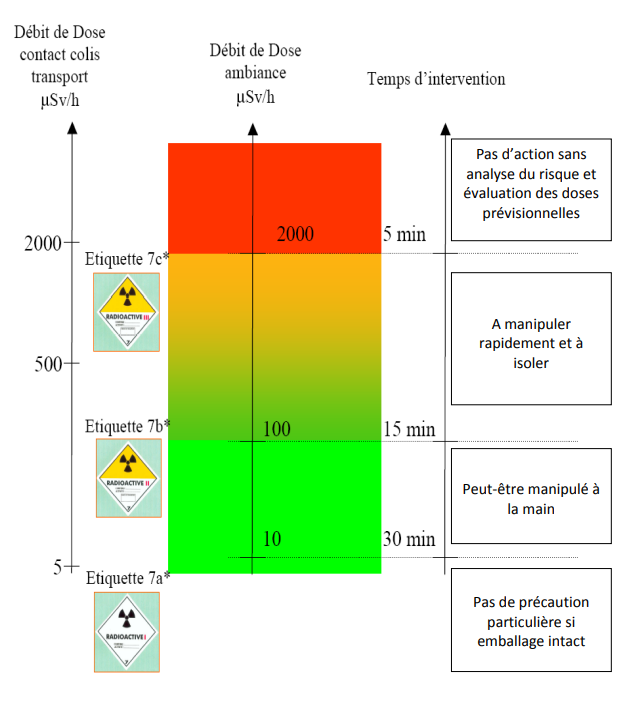 Débit de Dose
contact colis
transport
µSv/h
Débit de Dose
ambiance
µSv/h
Temps d'intervention
Pas d'action sans
analyse du risque et
évaluation des doses
prévisionnelles
2000
2000
5 min
Etiquette 7c*
RADIOACTIVE III
7
A manipuler
rapidement et à
isoler
500
100
15 min
Etiquette 7b*
RADIOACTIVE II
7
Peut-être manipulé à
la main
10
30 min
5
Etiquette 7a*
RADIOACTIVE I
7
Pas de précaution
particulière si
emballage intact